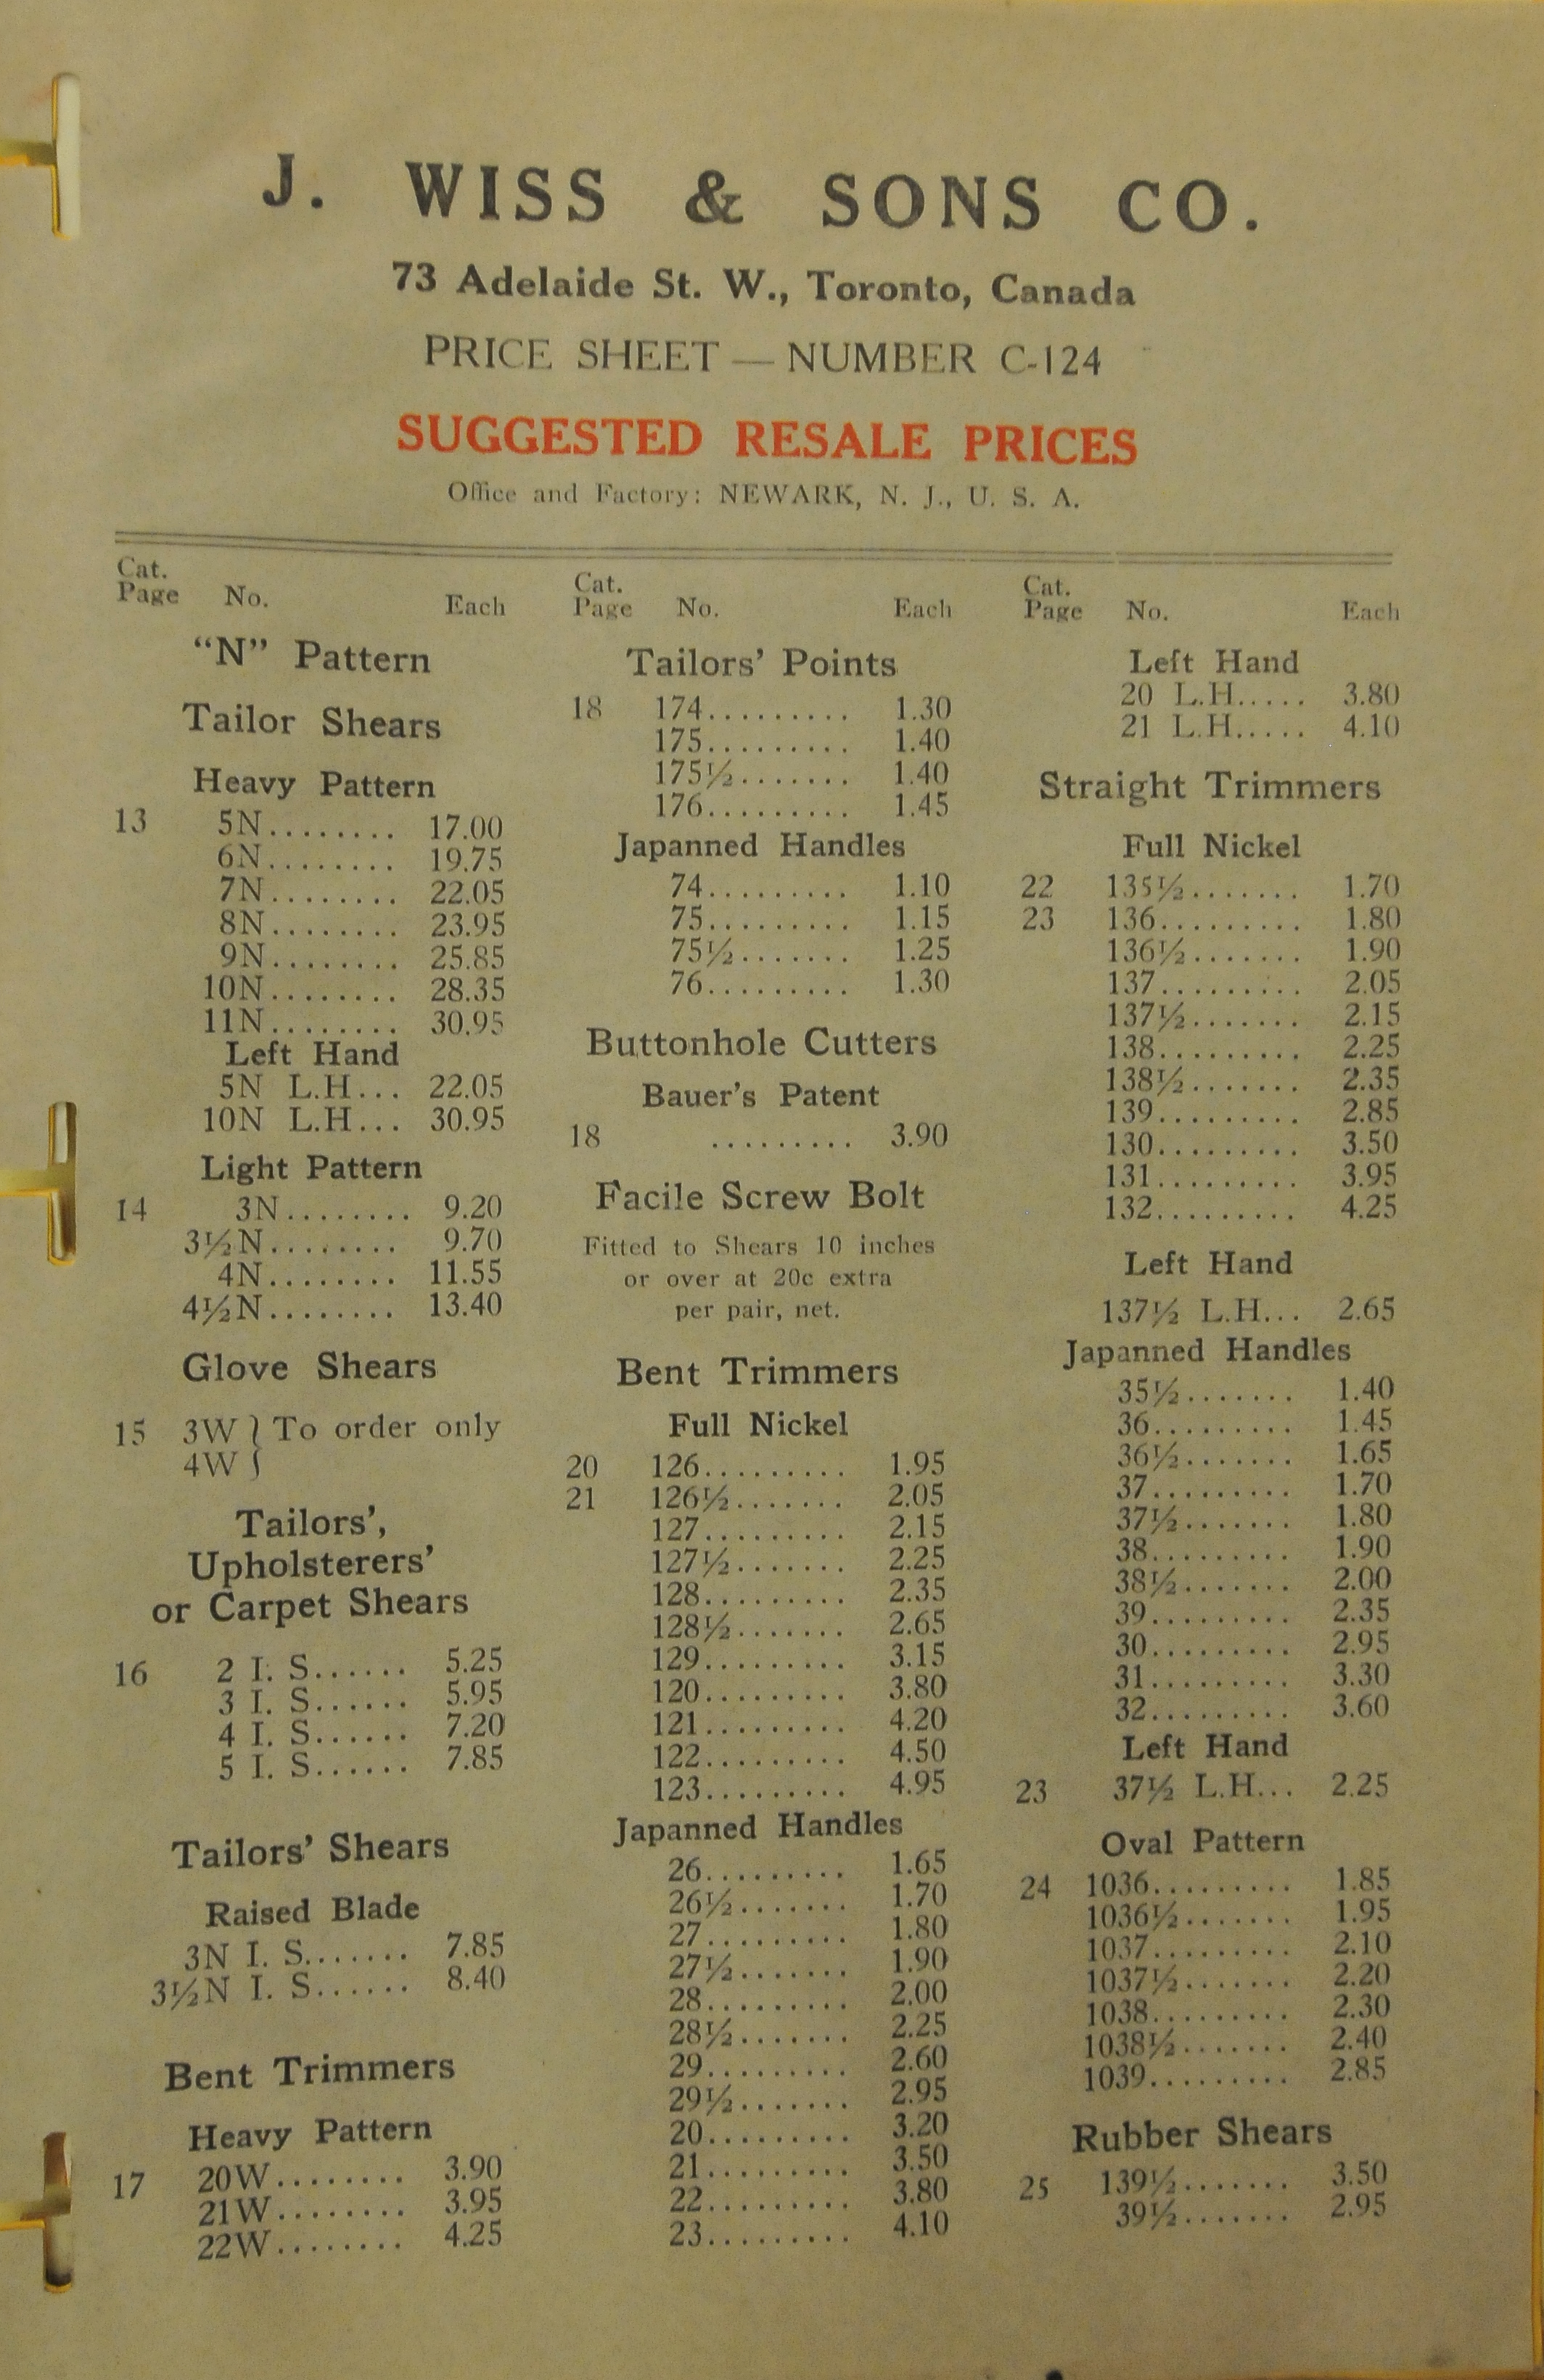 J. WISS & SONS CO.
73 Adelaide St. W., Toronto, Canada
PRICE SHEET — NUMBER C-124
SUGGESTED RESALE PRICES
Office and Factory: NEWARK, N. J., U. S. A.
Cat.
Page No. Each
"N" Pattern
Tailor Shears
Heavy Pattern
13 5N........ 17.00
6N........ 19.75
7N........ 22.05
8N........ 23.95
9N........ 25.85
10N........ 28.35
11N........ 30.95
Left Hand
5N L.H... 22.05
10N L.H... 30.95
Light Pattern
14 3N........ 9.20
3½N........ 9.70
4N........ 11.55
4½N........ 13.40
Glove Shears
15 3W } To order only
4W }
Tailors',
Upholsterers'
or Carpet Shears
16 2 I. S...... 5.25
3 I. S...... 5.95
4 I. S...... 7.20
5 I. S...... 7.85
Tailors' Shears
Raised Blade
3N I. S....... 7.85
3½N I. S...... 8.40
Bent Trimmers
Heavy Pattern
17 20W........ 3.90
21W........ 3.95
22W........ 4.25
Cat.
Page No. Each
Tailors' Points
18 174......... 1.30
175......... 1.40
175½....... 1.40
176......... 1.45
Japanned Handles
74......... 1.10
75......... 1.15
75½....... 1.25
76......... 1.30
Buttonhole Cutters
Bauer's Patent
18 ......... 3.90
Facile Screw Bolt
Fitted to Shears 10 inches
or over at 20c extra
per pair, net.
Bent Trimmers
Full Nickel
20 126......... 1.95
21 126½....... 2.05
127......... 2.15
127½....... 2.25
128......... 2.35
128½....... 2.65
129......... 3.15
120......... 3.80
121......... 4.20
122......... 4.50
123......... 4.95
Japanned Handles
26......... 1.65
26½....... 1.70
27......... 1.80
27½....... 1.90
28......... 2.00
28½....... 2.25
29......... 2.60
29½....... 2.95
20......... 3.20
21......... 3.50
22......... 3.80
23......... 4.10
Cat.
Page No. Each
Left Hand
20 L.H..... 3.80
21 L.H..... 4.10
Straight Trimmers
Full Nickel
22 135½....... 1.70
23 136......... 1.80
136½....... 1.90
137......... 2.05
137½....... 2.15
138......... 2.25
138½....... 2.35
139......... 2.85
130......... 3.50
131......... 3.95
132......... 4.25
Left Hand
137½ L.H... 2.65
Japanned Handles
35½....... 1.40
36......... 1.45
36½....... 1.65
37......... 1.70
37½....... 1.80
38......... 1.90
38½....... 2.00
39......... 2.35
30......... 2.95
31......... 3.30
32......... 3.60
Left Hand
23 37½ L.H... 2.25
Oval Pattern
24 1036......... 1.85
1036½....... 1.95
1037......... 2.10
1037½....... 2.20
1038......... 2.30
1038½....... 2.40
1039......... 2.85
Rubber Shears
25 139½....... 3.50
39½....... 2.95